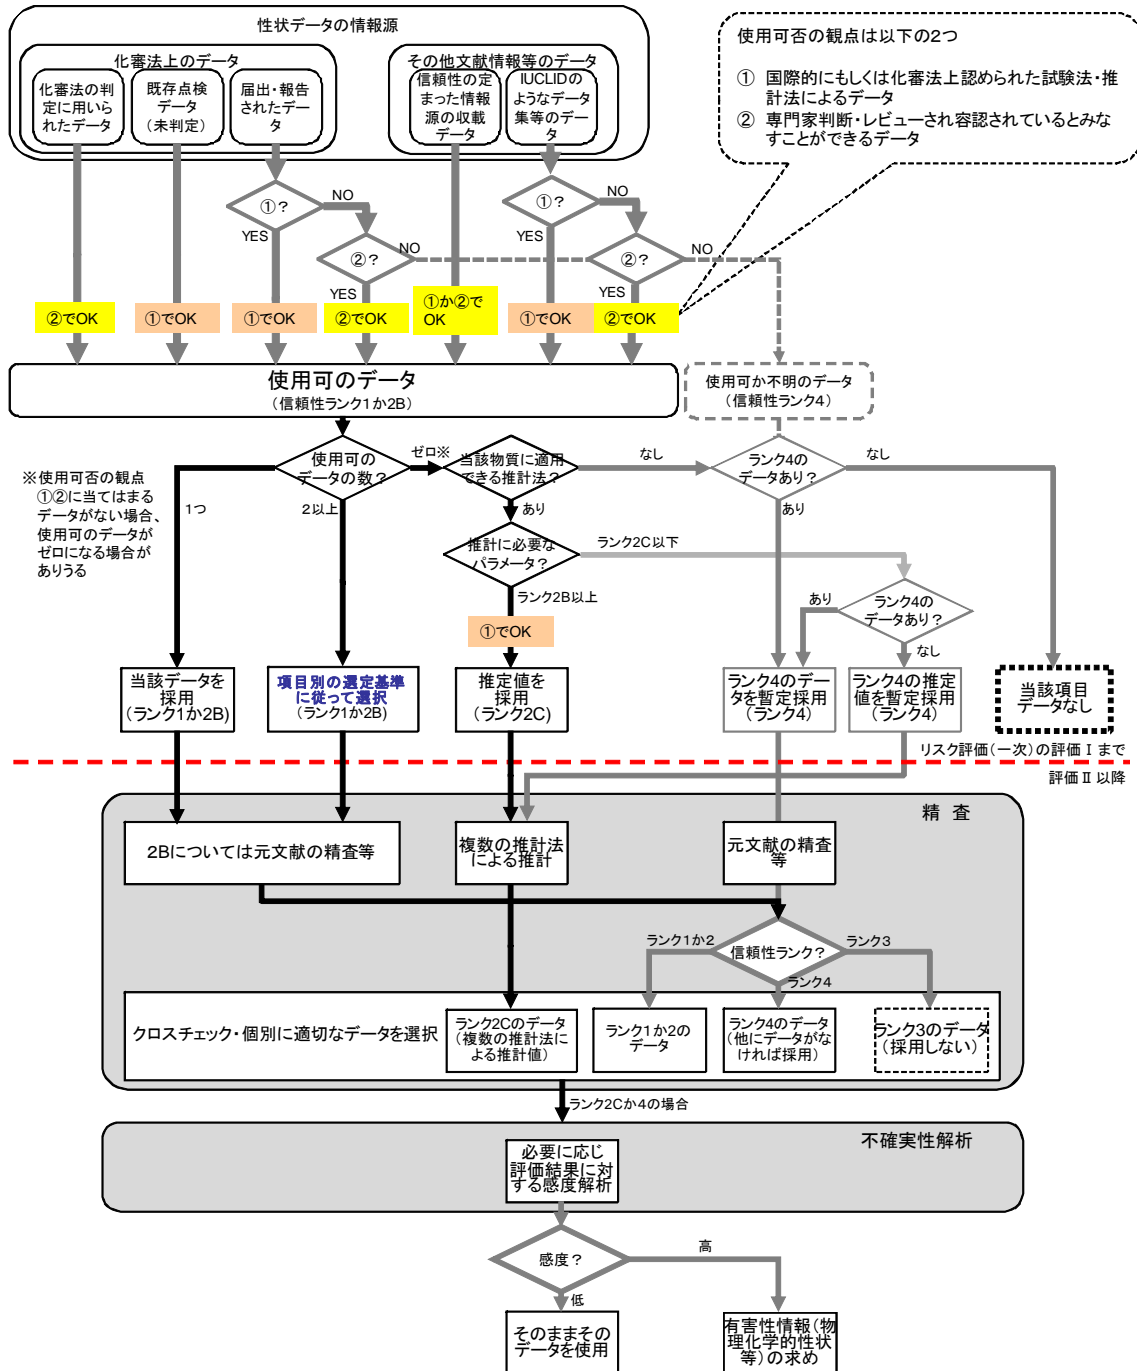 性状データの情報源
化審法上のデータ
化審法の判
定に用いら
れたデータ
既存点検
データ
（未判定）
届出・報告
されたデー
タ
その他文献情報等のデータ
信頼性の定
まった情報
源の収載
データ
IUCLIDの
ようなデータ
集等のデー
タ
使用可否の観点は以下の2つ
① 国際的にもしくは化審法上認められた試験法・推
計法によるデータ
② 専門家判断・レビューされ容認されているとみな
すことができるデータ
①？
NO
YES
②？
NO
YES
①？
NO
YES
②？
NO
YES
②でOK
①でOK
①でOK
②でOK
①か②で
OK
①でOK
②でOK
使用可のデータ
（信頼性ランク1か2B）
使用可か不明のデータ
（信頼性ランク4）
※使用可否の観点
①②に当てはまる
データがない場合、
使用可のデータが
ゼロになる場合が
ありうる
使用可の
データの数？
ゼロ※
1つ
2以上
当該物質に適用
できる推計法？
なし
あり
ランク4の
データあり？
なし
あり
推計に必要な
パラメータ？
ランク2C以下
ランク2B以上
ランク4の
データあり？
あり
なし
①でOK
当該データを
採用
（ランク1か2B）
項目別の選定基準
に従って選択
（ランク1か2B）
推定値を
採用
（ランク2C）
ランク4のデー
タを暫定採用
（ランク4）
ランク4の推定
値を暫定採用
（ランク4）
当該項目
データなし
リスク評価（一次）の評価Ⅰまで
評価Ⅱ以降
精 査
2Bについては元文献の精査等
複数の推計法
による推計
元文献の精査
等
信頼性ランク？
ランク1か2
ランク3
ランク4
クロスチェック・個別に適切なデータを選択
ランク2Cのデータ
（複数の推計法に
よる推計値）
ランク1か2の
データ
ランク4のデータ
（他にデータがな
ければ採用）
ランク3のデータ
（採用しない）
ランク2Cか4の場合
不確実性解析
必要に応じ
評価結果に対
する感度解析
感度？
高
低
そのままその
データを使用
有害性情報（物
理化学的性状
等）の求め